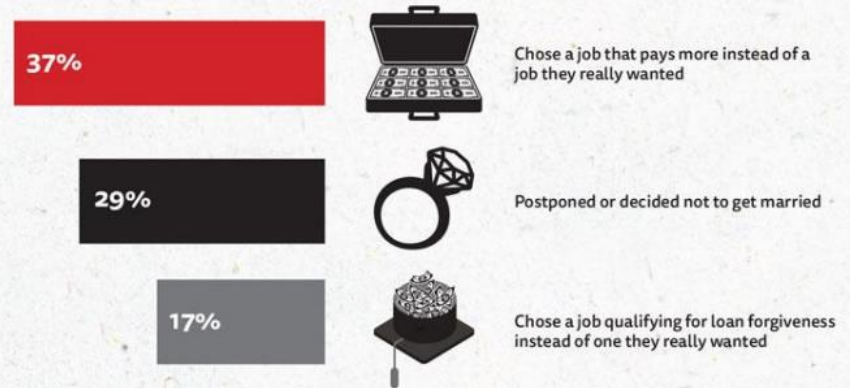 37%
Chose a job that pays more instead of a
job they really wanted
29%
Postponed or decided not to get married
17%
Chose a job qualifying for loan forgiveness
instead of one they really wanted